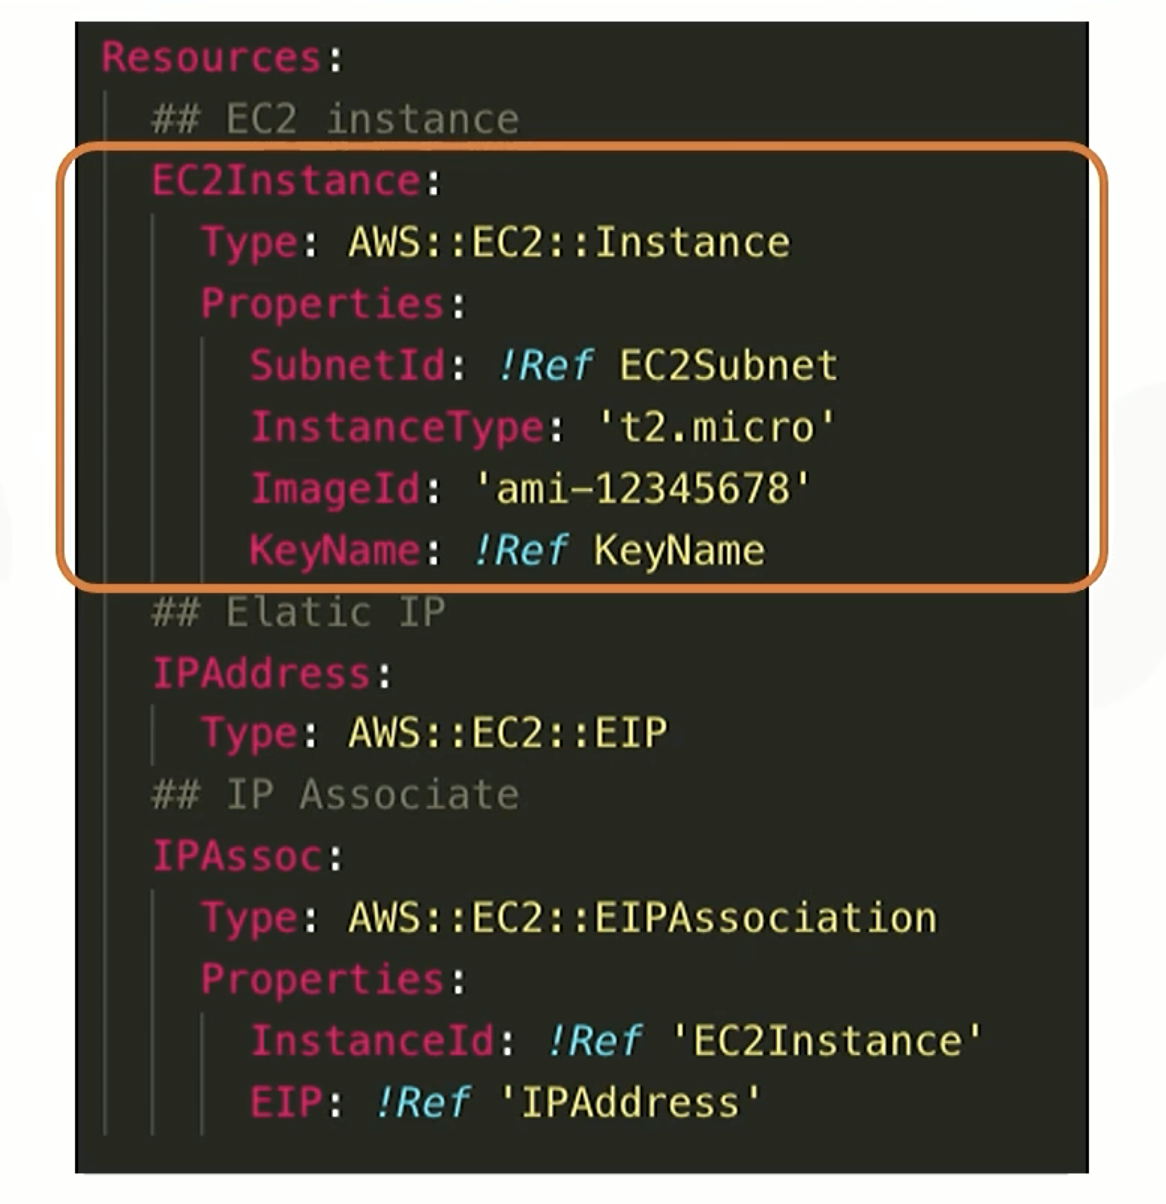 Resources:
## EC2 instance
EC2Instance:
Type: AWS::EC2::Instance
Properties:
SubnetId: !Ref EC2Subnet
InstanceType: 't2.micro'
ImageId: 'ami-12345678'
KeyName: !Ref KeyName
## Elatic IP
IPAddress:
Type: AWS::EC2::EIP
## IP Associate
IPAssoc:
Type: AWS::EC2::EIPAssociation
Properties:
InstanceId: !Ref 'EC2Instance'
EIP: !Ref 'IPAddress'